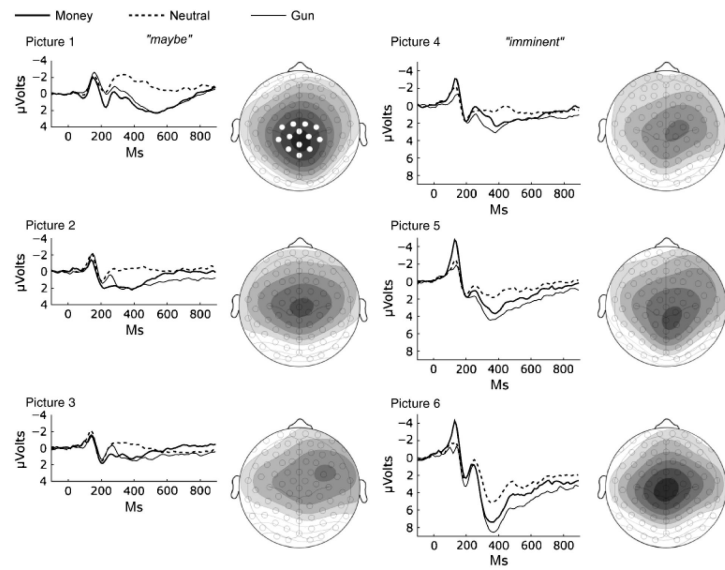 Money Neutral Gun
Picture 1 "maybe"
−4
−2
0
2
4
μVolts
0 200 400 600 800
Ms
Picture 2
−4
−2
0
2
4
μVolts
0 200 400 600 800
Ms
Picture 3
−4
−2
0
2
4
μVolts
0 200 400 600 800
Ms
Picture 4 "imminent"
−4
−2
0
2
4
6
8
μVolts
0 200 400 600 800
Ms
Picture 5
−4
−2
0
2
4
6
8
μVolts
0 200 400 600 800
Ms
Picture 6
−4
−2
0
2
4
6
8
μVolts
0 200 400 600 800
Ms